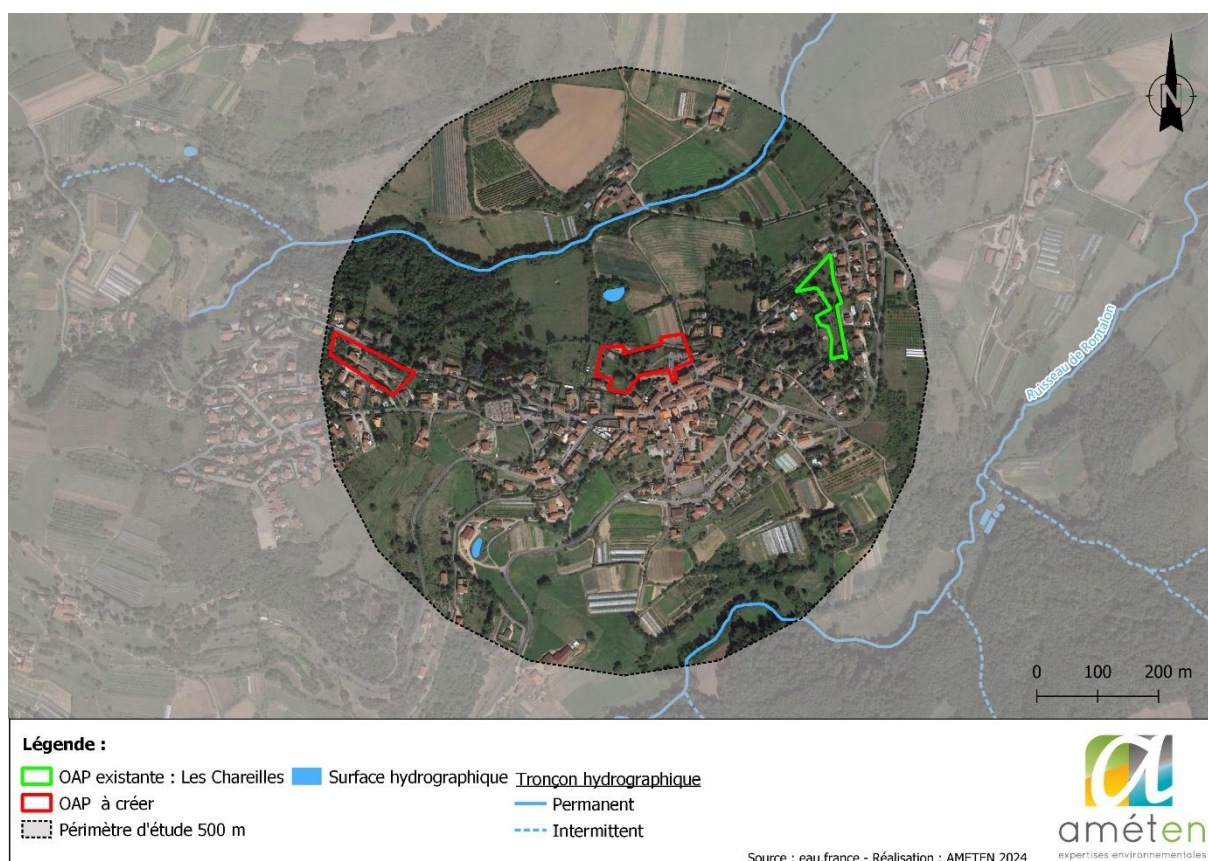 N
Ruisseau de Rontalon
0 100 200 m
Légende :
OAP existante : Les Chareilles
Surface hydrographique
Tronçon hydrographique
OAP à créer
Permanent
Périmètre d'étude 500 m
Intermittent
améten
expertises environnementales
Source : eau.france - Réalisation : AMETEN 2024